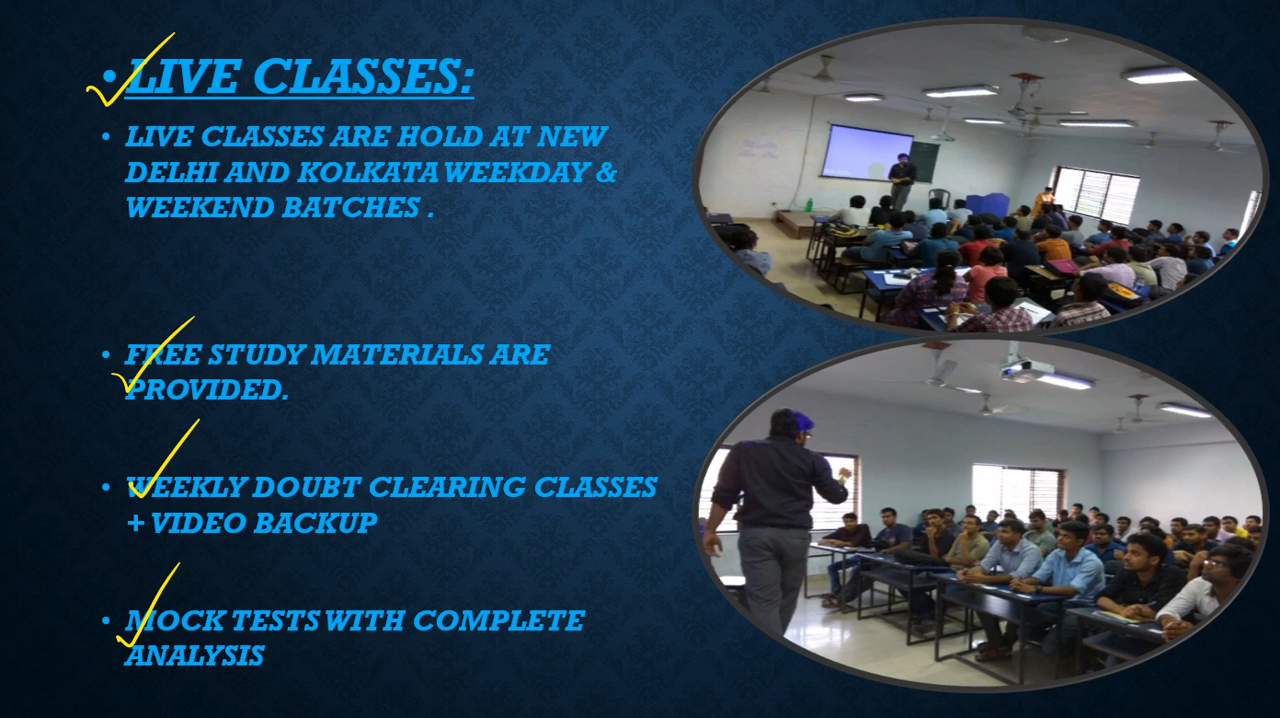 • LIVE CLASSES:
• LIVE CLASSES ARE HOLD AT NEW
DELHI AND KOLKATA WEEKDAY &
WEEKEND BATCHES .
• FREE STUDY MATERIALS ARE
PROVIDED.
• WEEKLY DOUBT CLEARING CLASSES
+ VIDEO BACKUP
• MOCK TESTS WITH COMPLETE
ANALYSIS